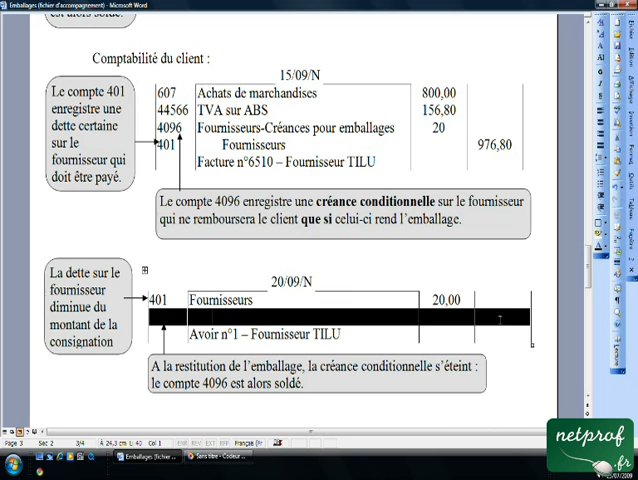 Emballages (fichier d'accompagnement) - Microsoft Word
est alors soldé.
Comptabilité du client :
15/09/N
Le compte 401
enregistre une
dette certaine
sur le
fournisseur qui
doit être payé.
607 Achats de marchandises 800,00
44566 TVA sur ABS 156,80
4096 Fournisseurs-Créances pour emballages 20
401 Fournisseurs 976,80
Facture n°6510 – Fournisseur TILU
Le compte 4096 enregistre une créance conditionnelle sur le fournisseur
qui ne remboursera le client que si celui-ci rend l'emballage.
La dette sur le
fournisseur
diminue du
montant de la
consignation
20/09/N
401 Fournisseurs 20,00
Avoir n°1 – Fournisseur TILU
A la restitution de l'emballage, la créance conditionnelle s'éteint :
le compte 4096 est alors soldé.
Page 3 Sec 2 3/4 À 24,3 cm Li 40 Col 1 ENR REV EXT RFP Français (Fr
Emballages (fichier ... Sans titre - Codeur ...
netprof
.fr